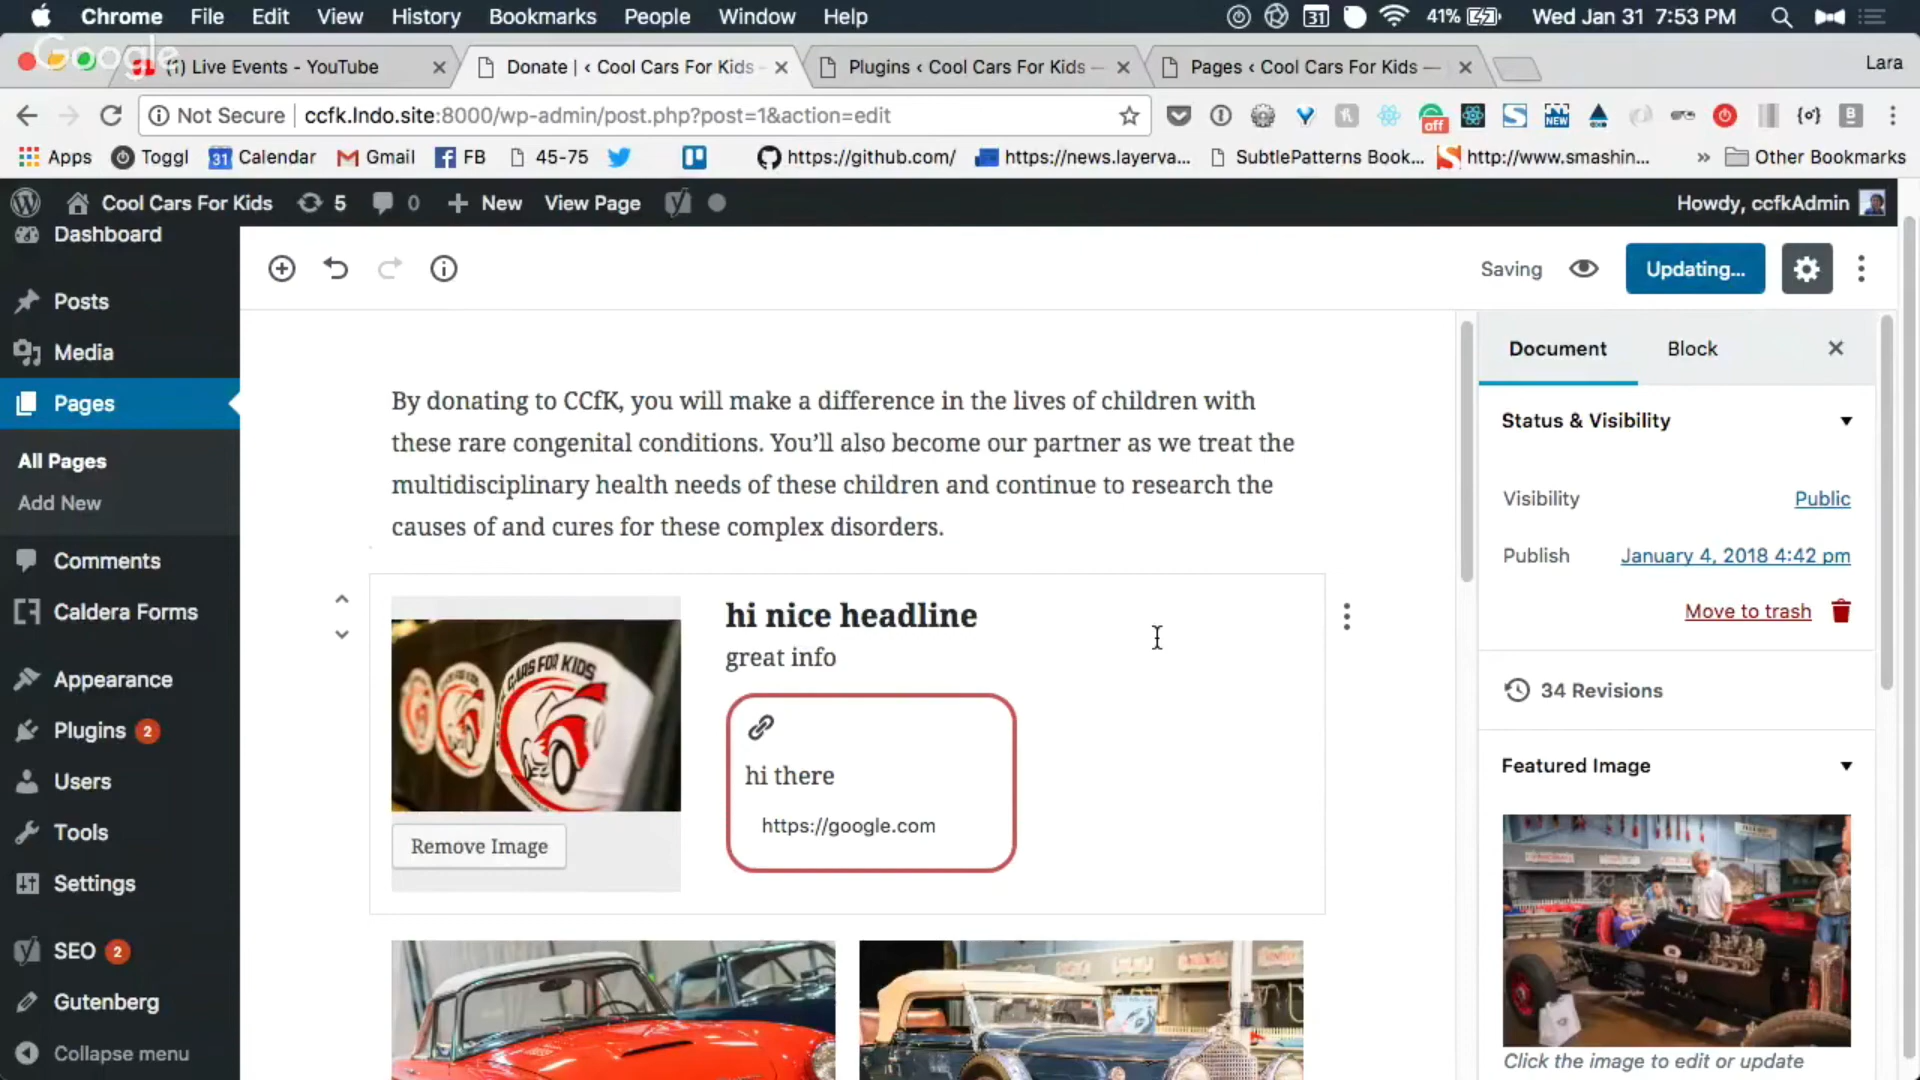 Chrome File Edit View History Bookmarks People Window Help 31 41% Wed Jan 31 7:53 PM
Google
(1) Live Events - YouTube
Donate | ‹ Cool Cars For Kids -
Plugins ‹ Cool Cars For Kids —
Pages ‹ Cool Cars For Kids —
Lara
Not Secure | ccfk.lndo.site:8000/wp-admin/post.php?post=1&action=edit
off NEW
Apps Toggl 31 Calendar Gmail FB 45-75 https://github.com/ https://news.layerva... SubtlePatterns Book... http://www.smashin... » Other Bookmarks
Cool Cars For Kids 5 0 New View Page Howdy, ccfkAdmin
Dashboard
Posts
Media
Pages
All Pages
Add New
Comments
Caldera Forms
Appearance
Plugins 2
Users
Tools
Settings
SEO 2
Gutenberg
Collapse menu
Saving Updating...
By donating to CCfK, you will make a difference in the lives of children with
these rare congenital conditions. You’ll also become our partner as we treat the
multidisciplinary health needs of these children and continue to research the
causes of and cures for these complex disorders.
CARS FOR KIDS
Remove Image
hi nice headline
great info
hi there
https://google.com
Document Block
Status & Visibility
Visibility Public
Publish January 4, 2018 4:42 pm
Move to trash
34 Revisions
Featured Image
Click the image to edit or update